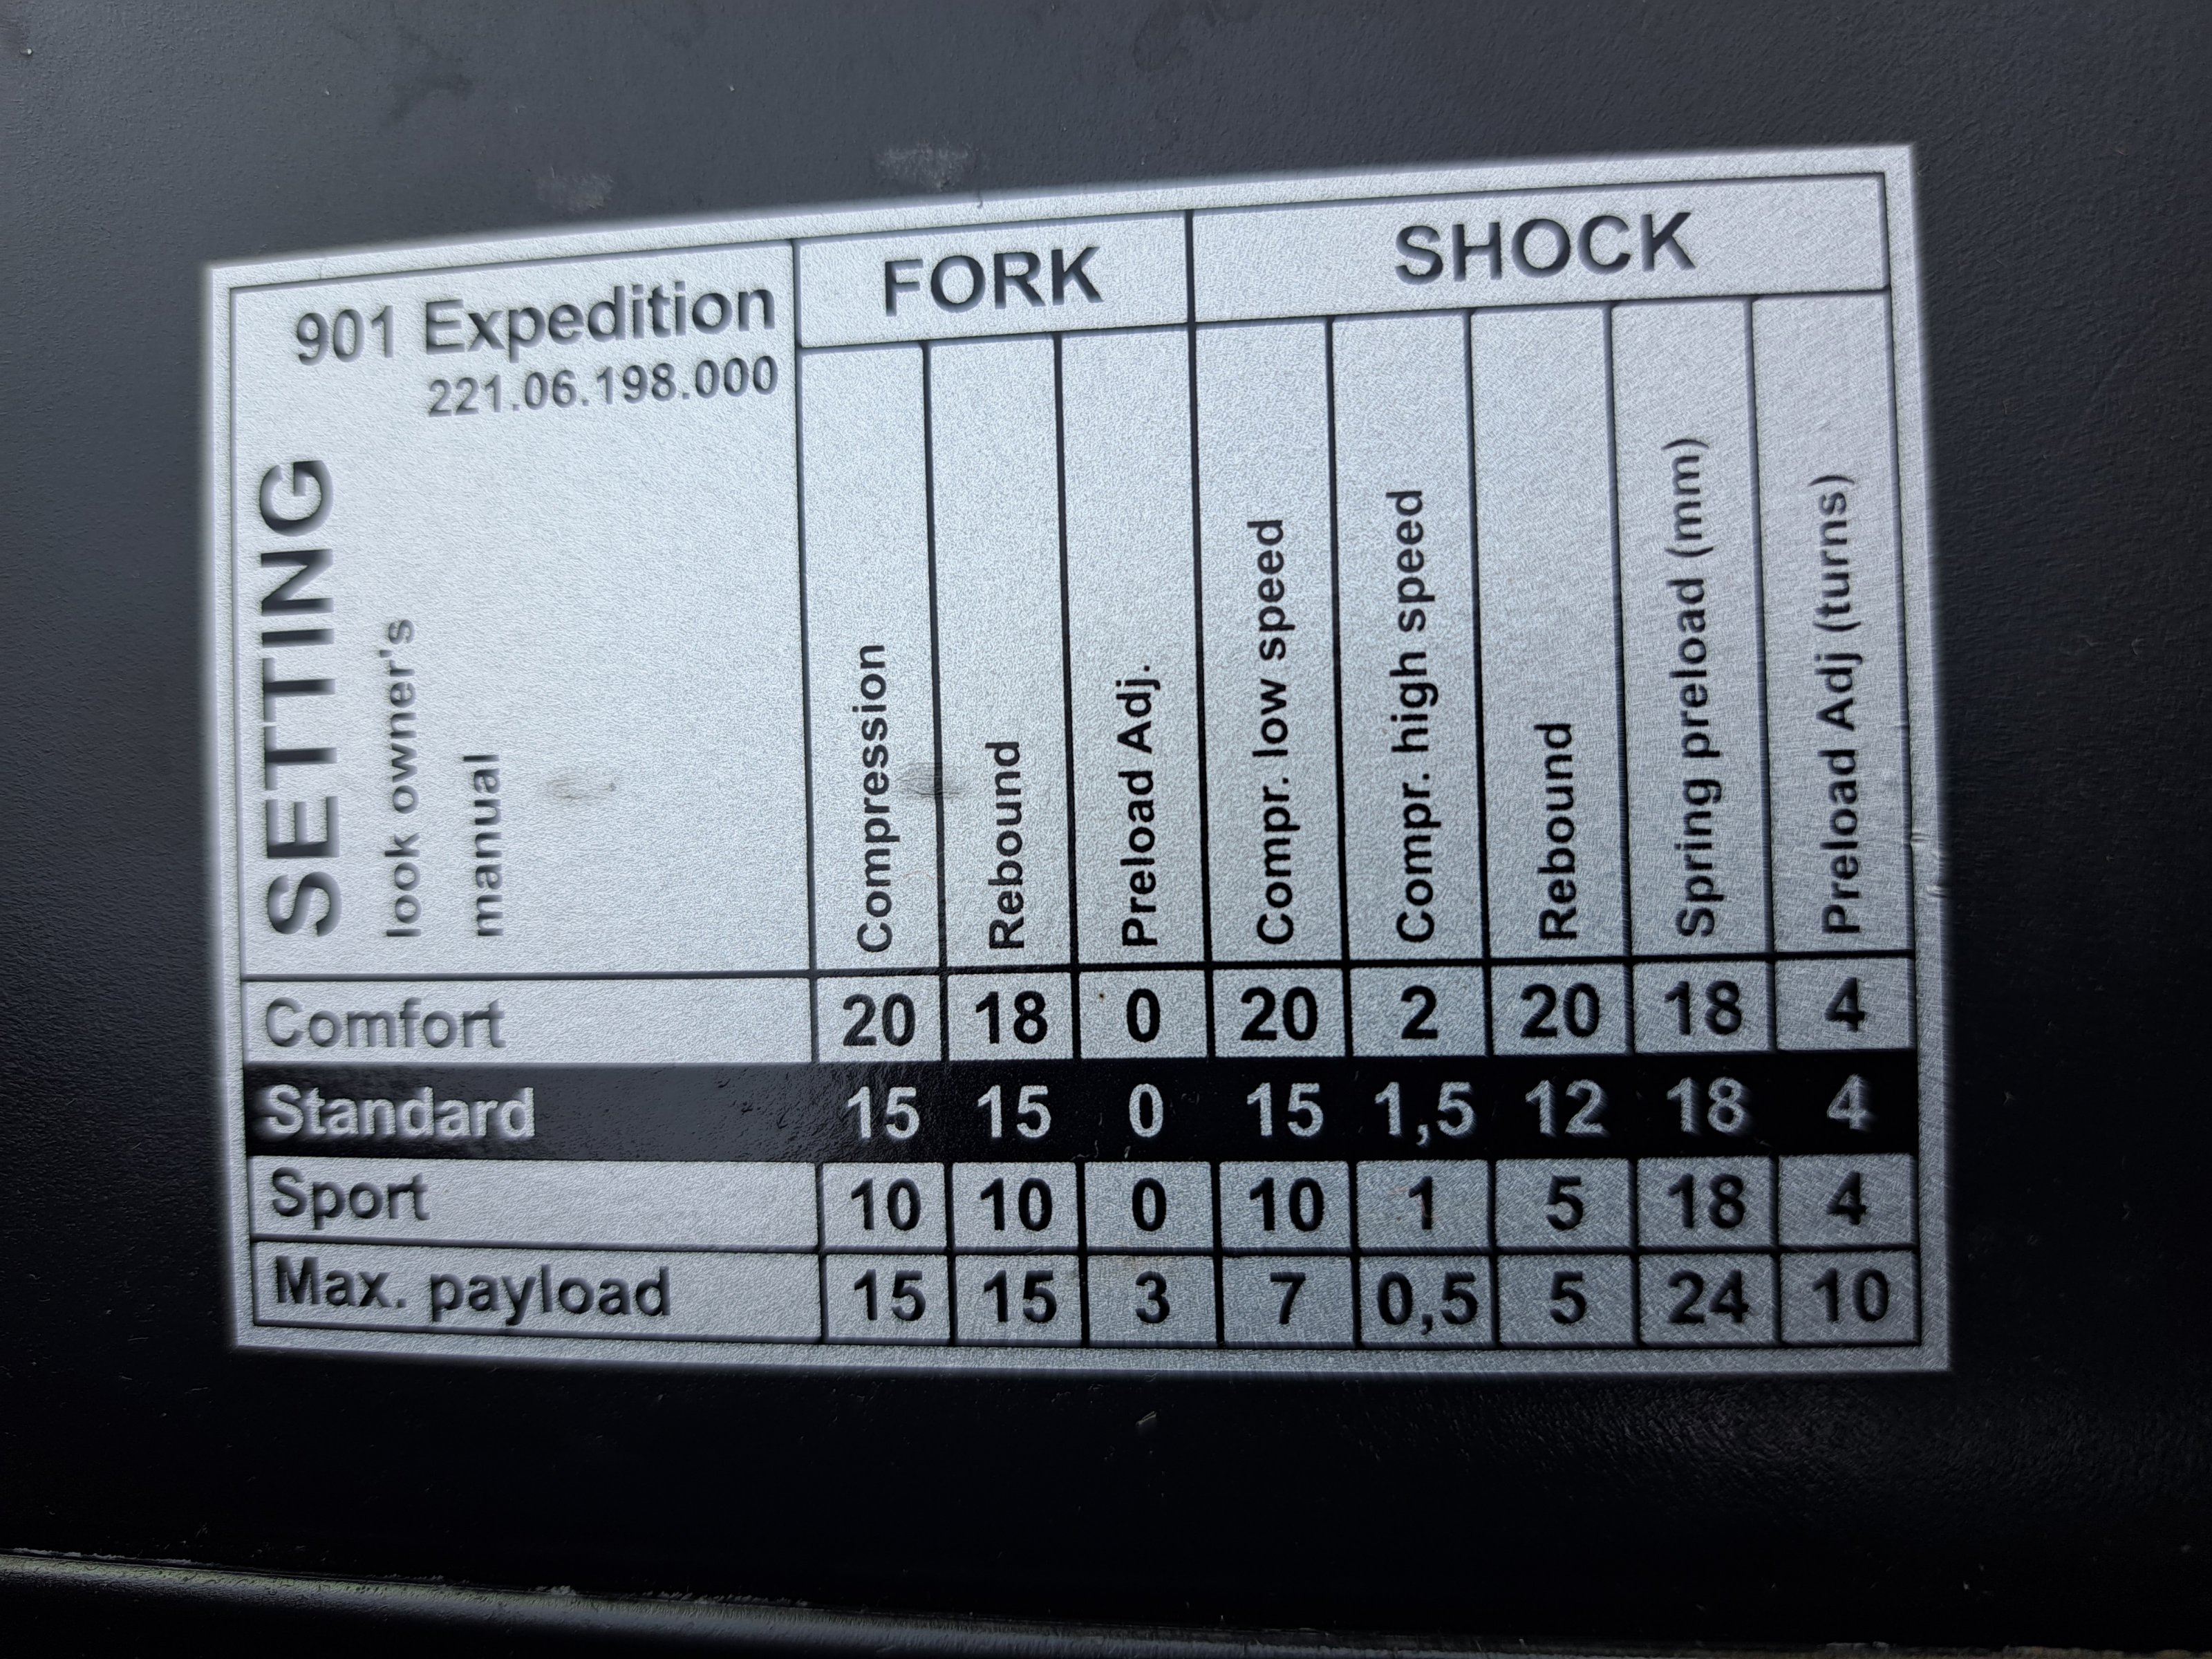 901 Expedition
221.06.198.000
SETTING
look owner's
manual
FORK SHOCK
Compression Rebound Preload Adj. Compr. low speed Compr. high speed Rebound Spring preload (mm) Preload Adj (turns)
Comfort 20 18 0 20 2 20 18 4
Standard 15 15 0 15 1,5 12 18 4
Sport 10 10 0 10 1 5 18 4
Max. payload 15 15 3 7 0,5 5 24 10